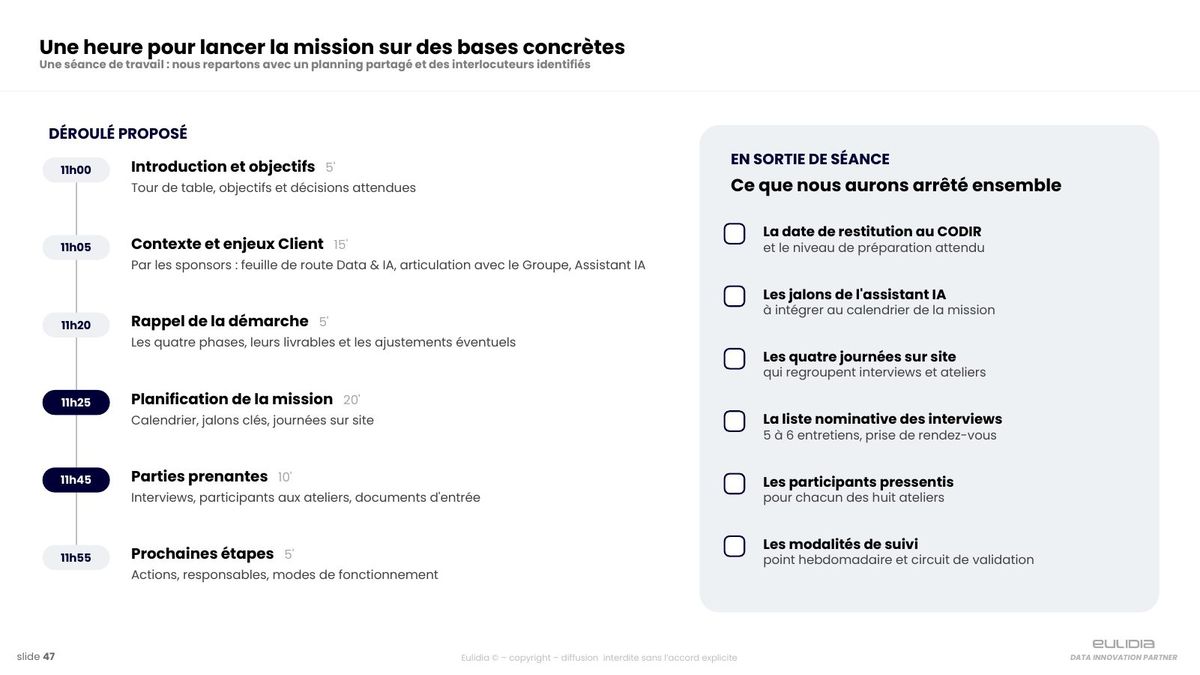 Une heure pour lancer la mission sur des bases concrètes
Une séance de travail : nous repartons avec un planning partagé et des interlocuteurs identifiés
DÉROULÉ PROPOSÉ
11h00
Introduction et objectifs 5'
Tour de table, objectifs et décisions attendues
11h05
Contexte et enjeux Client 15'
Par les sponsors : feuille de route Data & IA, articulation avec le Groupe, Assistant IA
11h20
Rappel de la démarche 5'
Les quatre phases, leurs livrables et les ajustements éventuels
11h25
Planification de la mission 20'
Calendrier, jalons clés, journées sur site
11h45
Parties prenantes 10'
Interviews, participants aux ateliers, documents d'entrée
11h55
Prochaines étapes 5'
Actions, responsables, modes de fonctionnement
EN SORTIE DE SÉANCE
Ce que nous aurons arrêté ensemble
La date de restitution au CODIR
et le niveau de préparation attendu
Les jalons de l'assistant IA
à intégrer au calendrier de la mission
Les quatre journées sur site
qui regroupent interviews et ateliers
La liste nominative des interviews
5 à 6 entretiens, prise de rendez-vous
Les participants pressentis
pour chacun des huit ateliers
Les modalités de suivi
point hebdomadaire et circuit de validation
slide 47
Eulidia © – copyright – diffusion interdite sans l'accord explicite
EULIDIA
DATA INNOVATION PARTNER